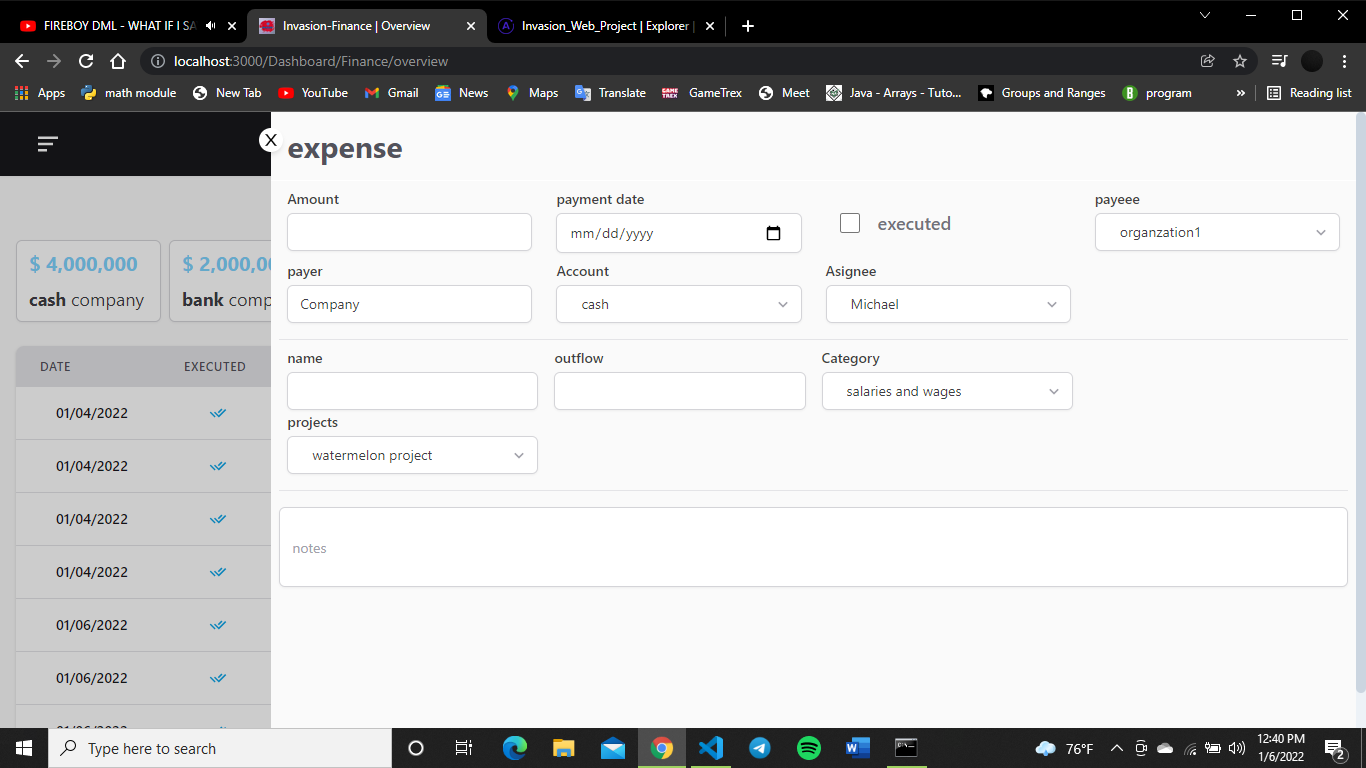 FIREBOY DML - WHAT IF I SA
Invasion-Finance | Overview
Invasion_Web_Project | Explorer |
localhost:3000/Dashboard/Finance/overview
Apps
math module
New Tab
YouTube
Gmail
News
Maps
Translate
GameTrex
Meet
Java - Arrays - Tuto...
Groups and Ranges
program
»
Reading list
X
expense
Amount
payment date
executed
payeee
mm/dd/yyyy
organzation1
payer
Account
Asignee
Company
cash
Michael
name
outflow
Category
salaries and wages
projects
watermelon project
notes
$ 4,000,000
cash company
$ 2,000,00
bank comp
DATE
EXECUTED
01/04/2022
01/04/2022
01/04/2022
01/04/2022
01/06/2022
01/06/2022
Type here to search
76°F
12:40 PM
1/6/2022
2